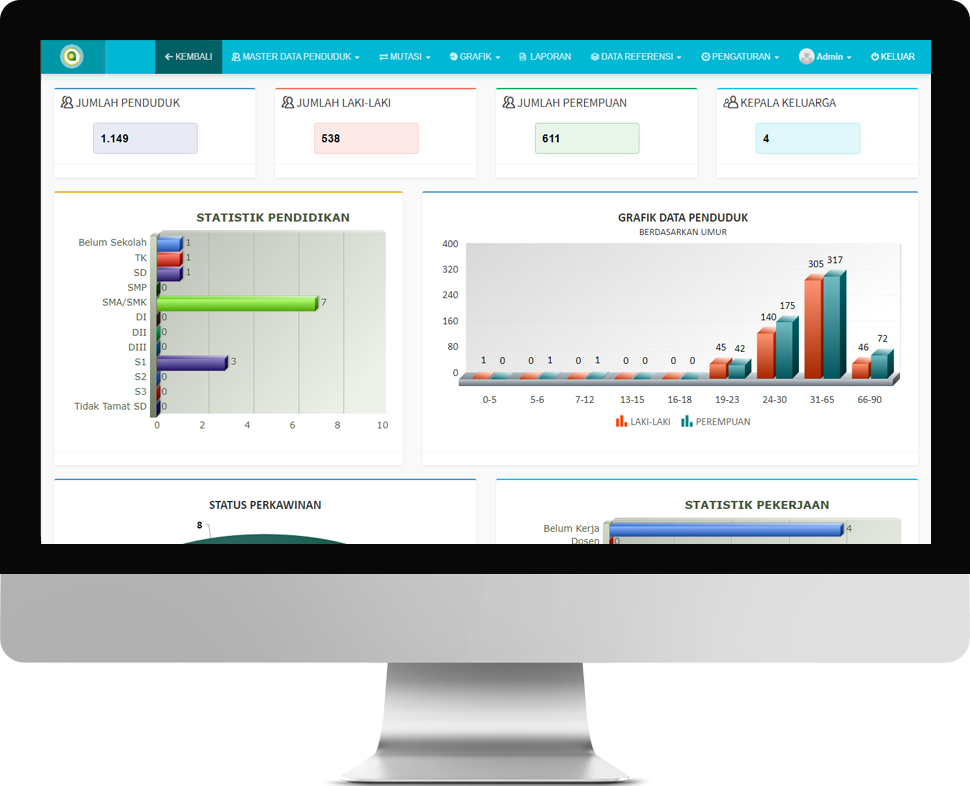 KEMBALI MASTER DATA PENDUDUK MUTASI GRAFIK LAPORAN DATA REFERENSI PENGATURAN Admin KELUAR
JUMLAH PENDUDUK
1.149
JUMLAH LAKI-LAKI
538
JUMLAH PEREMPUAN
611
KEPALA KELUARGA
4
STATISTIK PENDIDIKAN
Belum Sekolah 1
TK 1
SD 1
SMP 0
SMA/SMK 7
DI 0
DII 0
DIII 0
S1 3
S2 0
S3 0
Tidak Tamat SD 0
0 2 4 6 8 10
GRAFIK DATA PENDUDUK
BERDASARKAN UMUR
400
320
240
160
80
0
1 0 0 1 0 1 0 0 0 0 45 42 140 175 305 317 46 72
0-5 5-6 7-12 13-15 16-18 19-23 24-30 31-65 66-90
LAKI-LAKI PEREMPUAN
STATUS PERKAWINAN
8
STATISTIK PEKERJAAN
Belum Kerja 4
Dosen 0